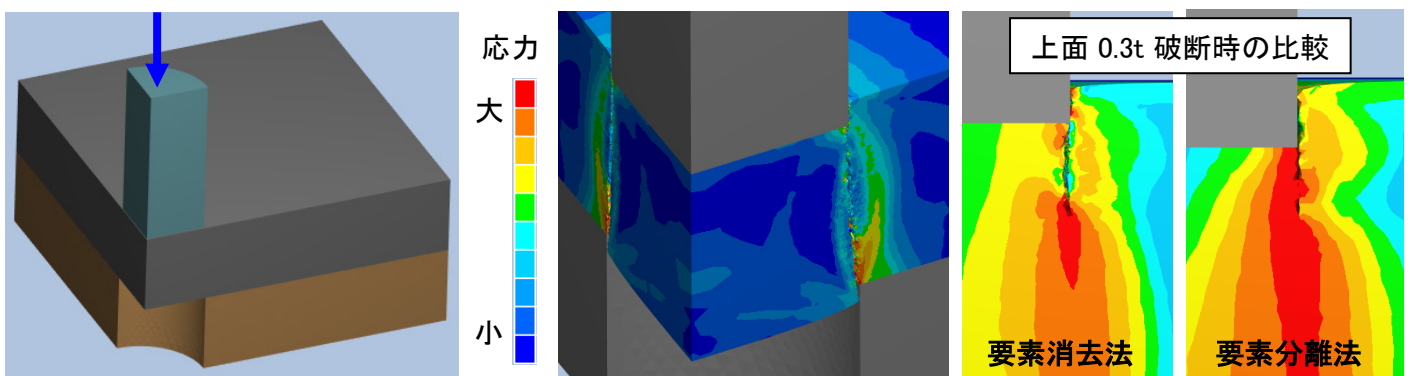 応力
大
小
上面 0.3t 破断時の比較
要素消去法
要素分離法